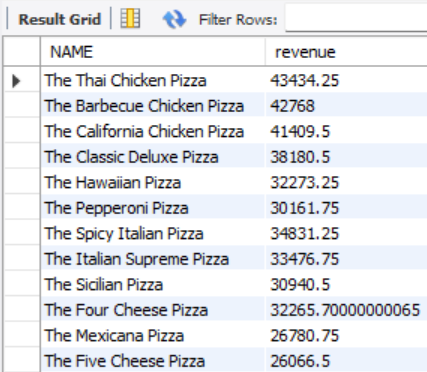 Result Grid Filter Rows:
NAME revenue
The Thai Chicken Pizza 43434.25
The Barbecue Chicken Pizza 42768
The California Chicken Pizza 41409.5
The Classic Deluxe Pizza 38180.5
The Hawaiian Pizza 32273.25
The Pepperoni Pizza 30161.75
The Spicy Italian Pizza 34831.25
The Italian Supreme Pizza 33476.75
The Sicilian Pizza 30940.5
The Four Cheese Pizza 32265.70000000065
The Mexicana Pizza 26780.75
The Five Cheese Pizza 26066.5